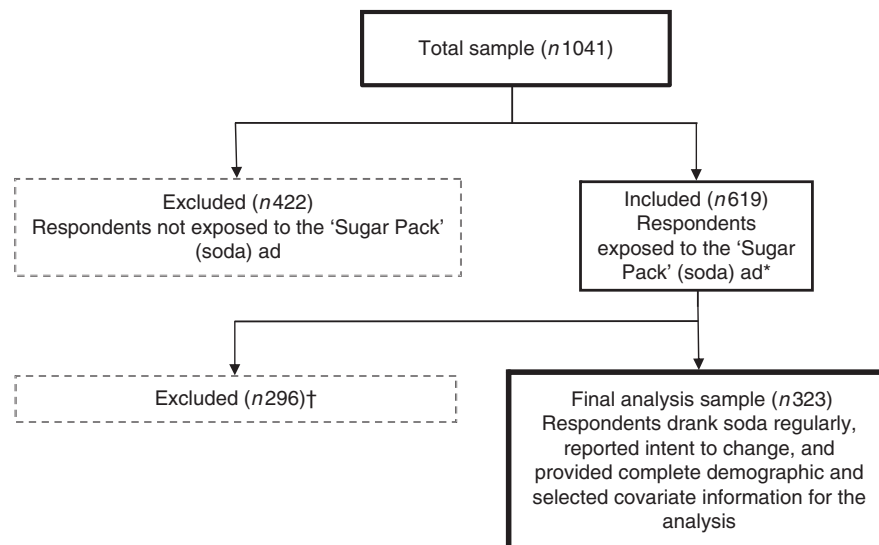 Total sample (n1041)
Excluded (n422)
Respondents not exposed to the ‘Sugar Pack’
(soda) ad
Included (n619)
Respondents
exposed to the ‘Sugar
Pack’ (soda) ad*
Excluded (n296)†
Final analysis sample (n323)
Respondents drank soda regularly,
reported intent to change, and
provided complete demographic and
selected covariate information for the
analysis